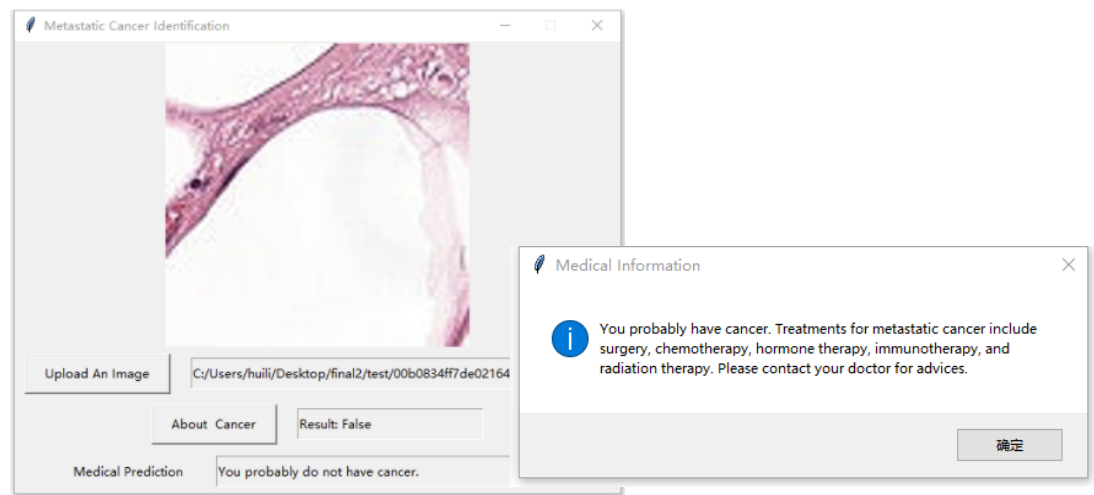 Metastatic Cancer Identification
Upload An Image
C:/Users/huili/Desktop/final2/test/00b0834ff7de02164
About Cancer
Result: False
Medical Prediction
You probably do not have cancer.
Medical Information
You probably have cancer. Treatments for metastatic cancer include
surgery, chemotherapy, hormone therapy, immunotherapy, and
radiation therapy. Please contact your doctor for advices.
确定